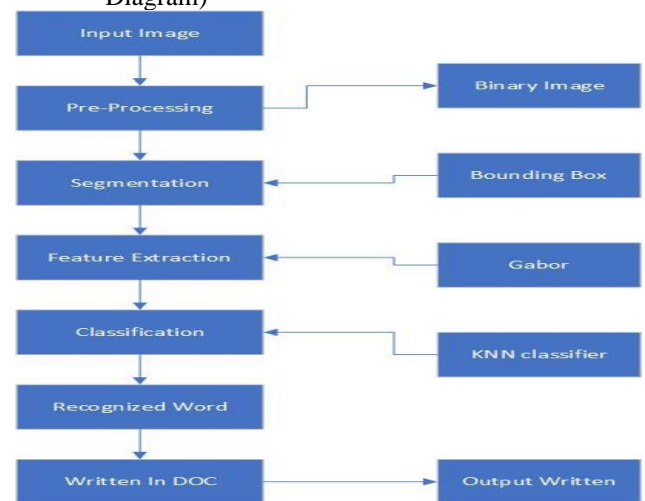 Diagram)
Input Image
Pre-Processing
Binary Image
Segmentation
Bounding Box
Feature Extraction
Gabor
Classification
KNN classifier
Recognized Word
Written In DOC
Output Written